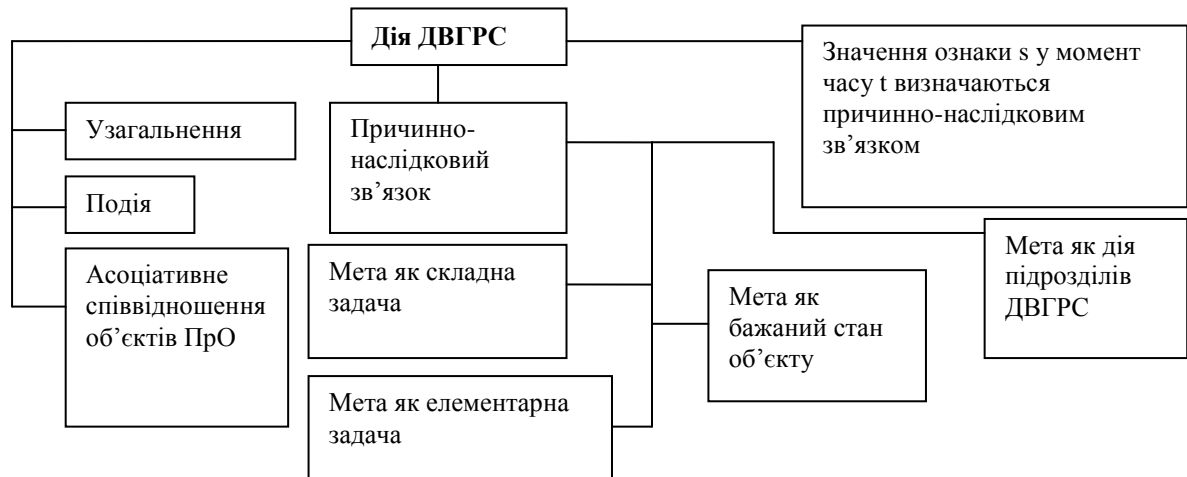 Дія ДВГРС
Значення ознаки s у момент
часу t визначаються
причинно-наслідковим
зв’язком
Узагальнення
Причинно-
наслідковий
зв’язок
Подія
Асоціативне
співвідношення
об’єктів ПрО
Мета як складна
задача
Мета як
бажаний стан
об’єкту
Мета як дія
підрозділів
ДВГРС
Мета як елементарна
задача